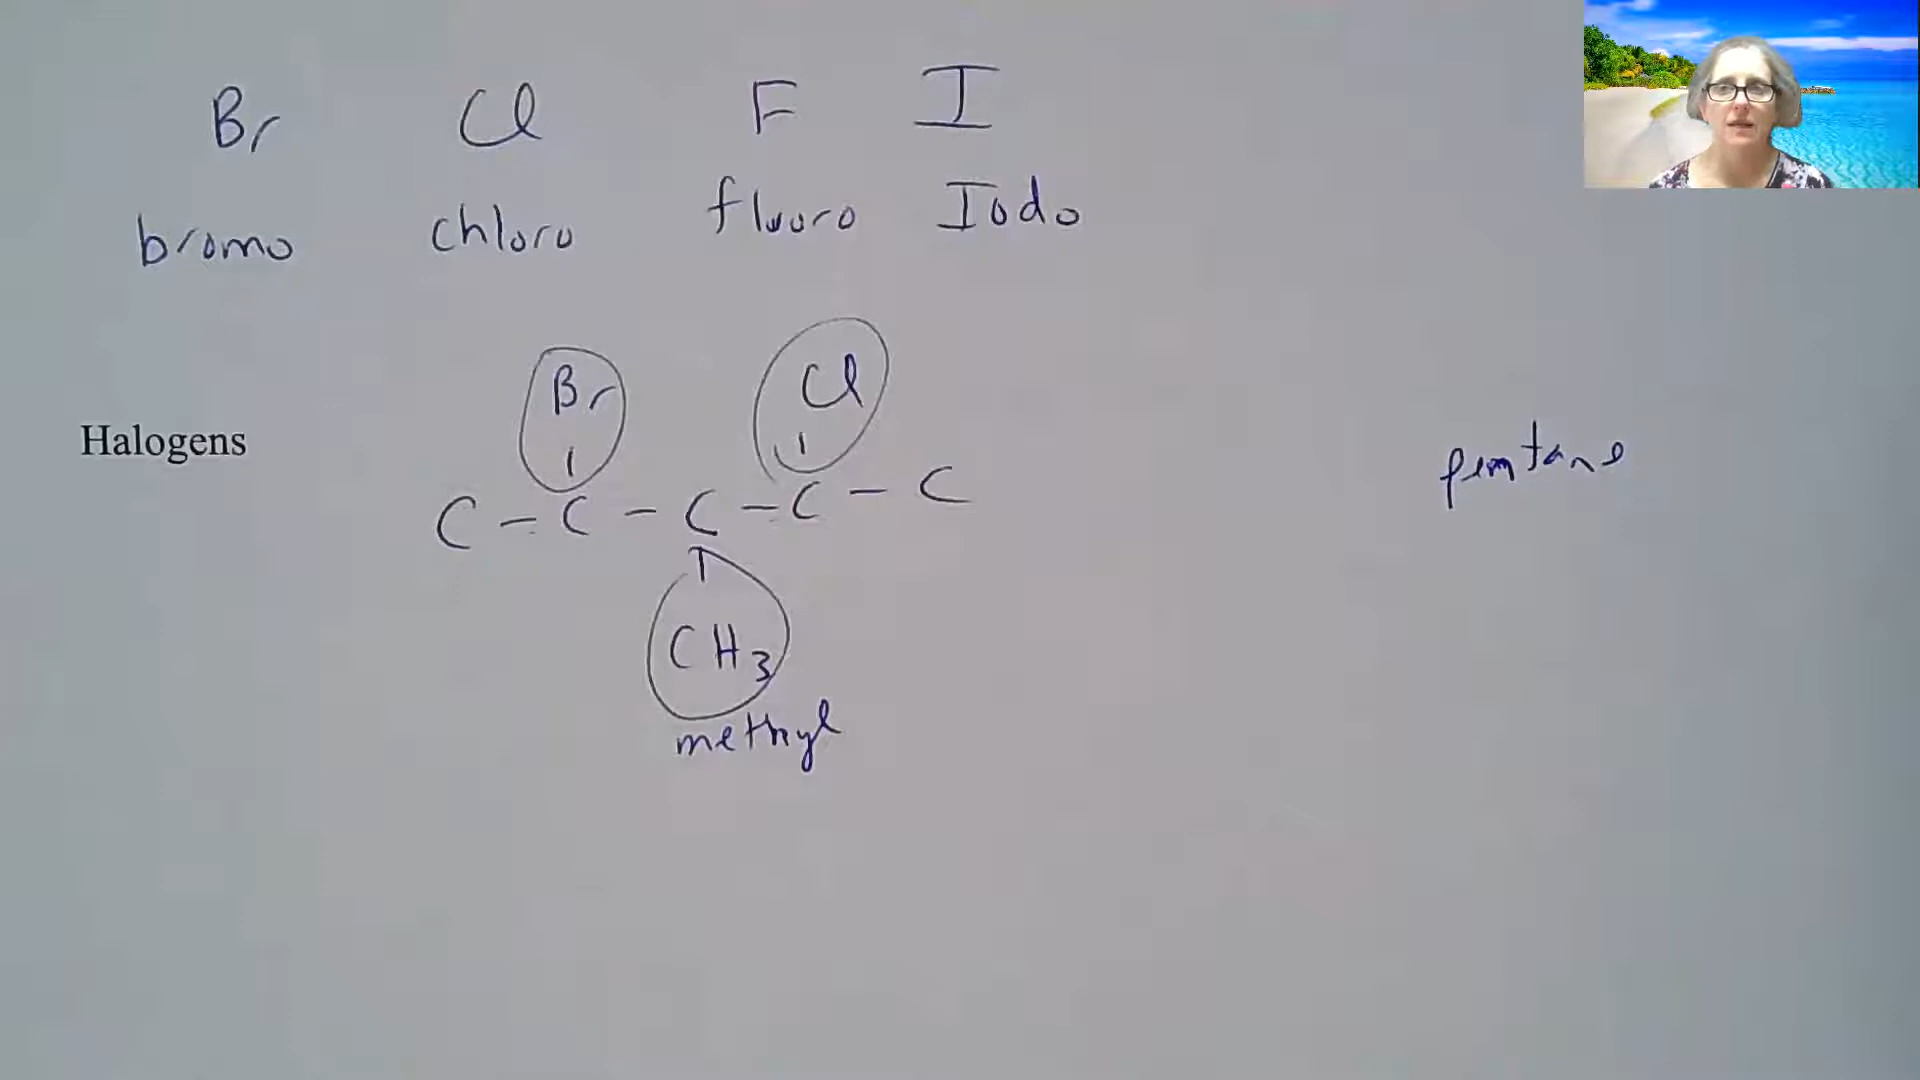 Br Cl F I
bromo chloro fluoro Iodo
Br Cl
Halogens
C - C - C - C - C
pentane
CH3
methyl